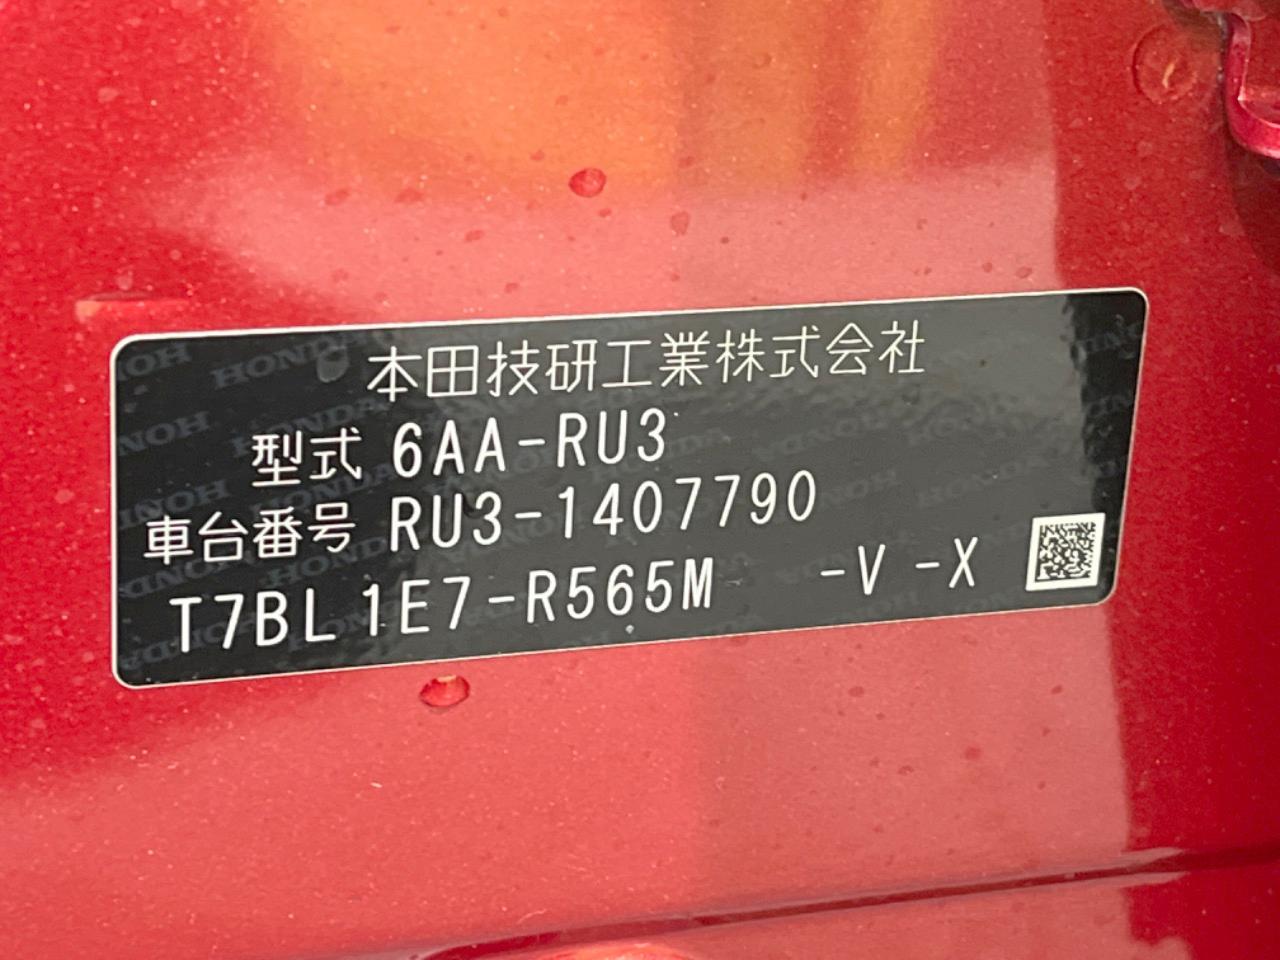 本田技研工業株式会社
型式 6AA-RU3
車台番号 RU3-1407790
T7BL1E7-R565M -V -X